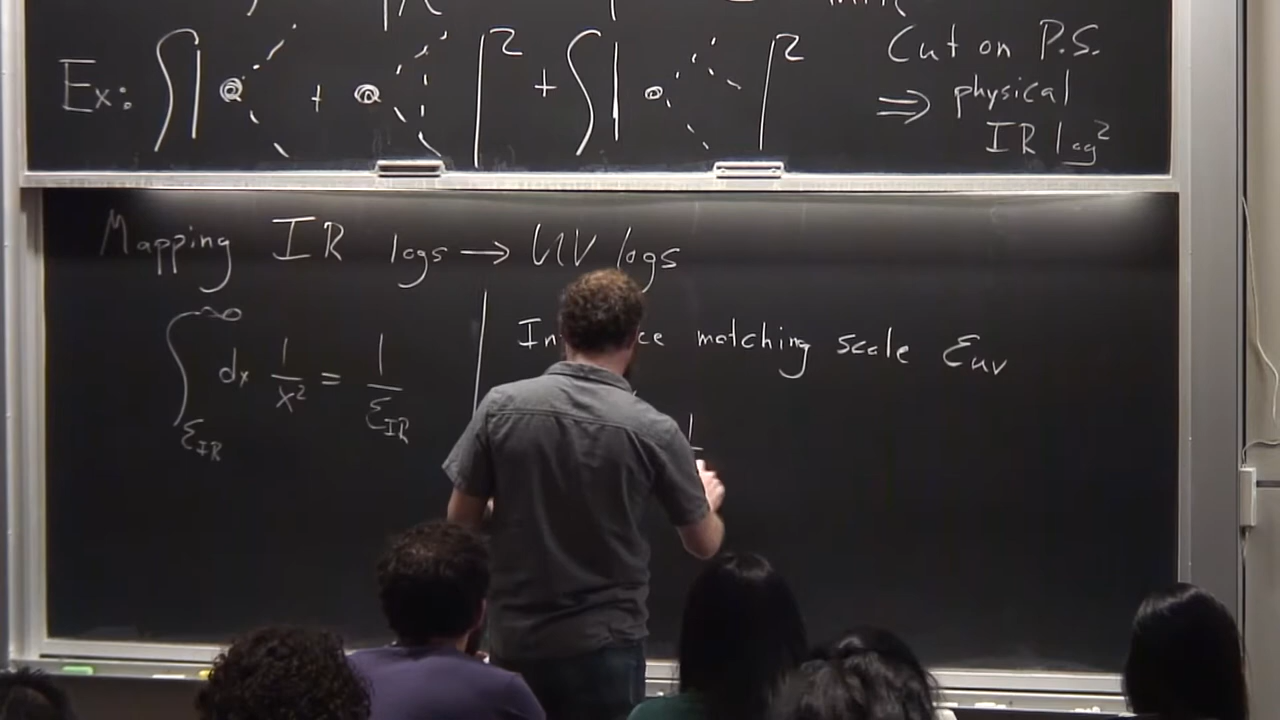 Ex: ∫| + |² + ∫| |²
Cut on P.S.
⇒ physical
IR log²
Mapping IR logs → UV logs
∫_{ε_IR}^{∞} dx 1/x² = 1/ε_IR
matching scale ε_UV
1